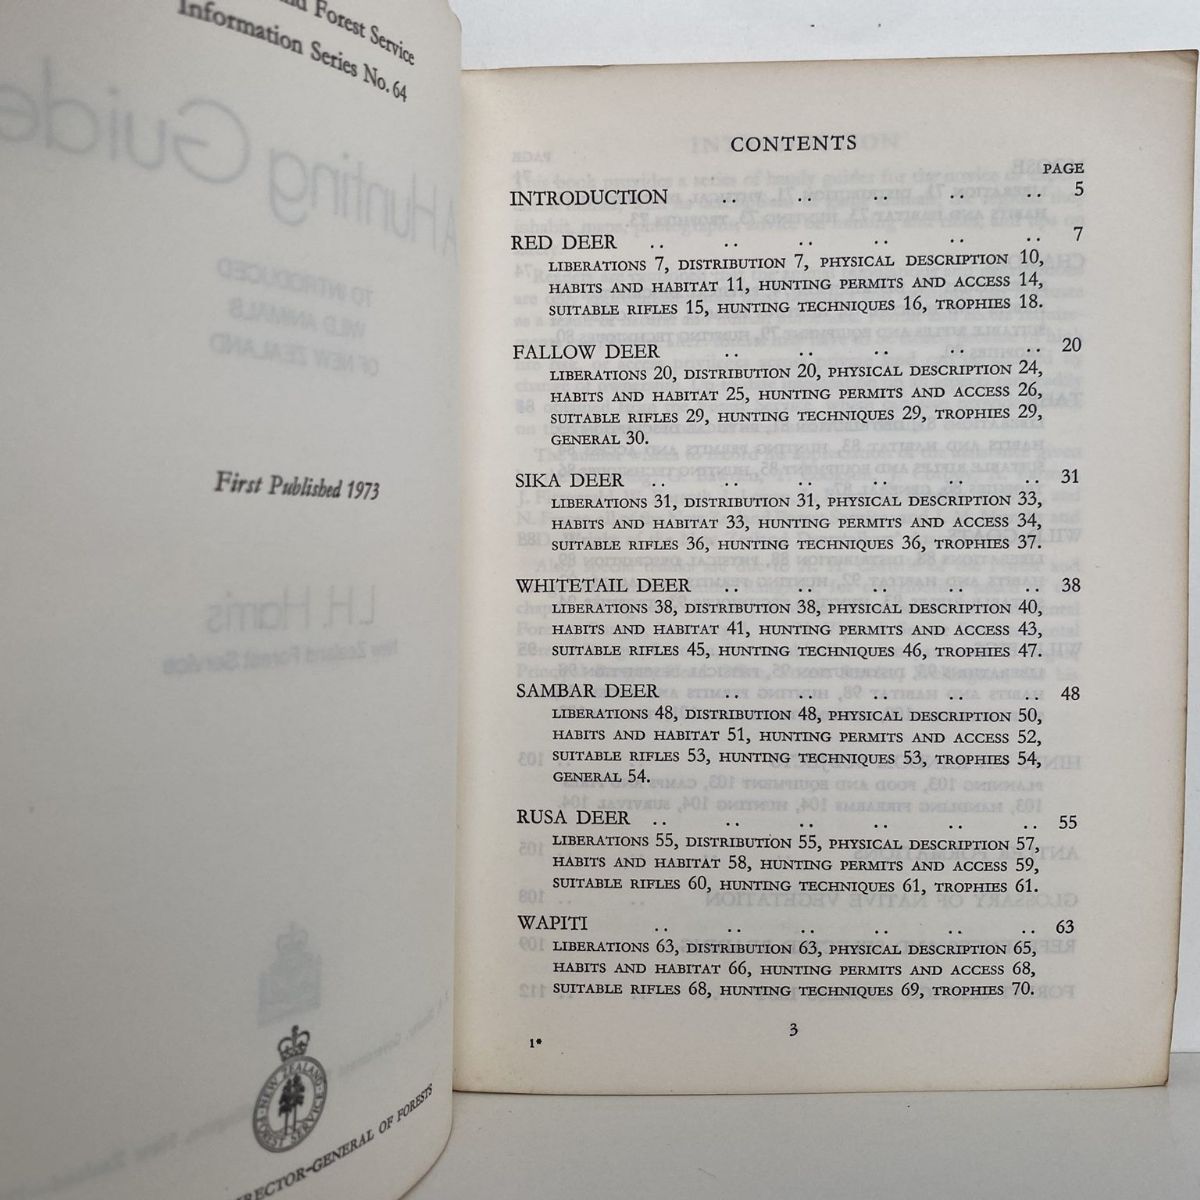 nd Forest Service
Information Series No. 64
A Hunting Guide
TO INTRODUCED
WILD ANIMALS
OF NEW ZEALAND
First Published 1973
L.H. Harris
New Zealand Forest Service
NEW ZEALAND
FOREST SERVICE
DIRECTOR-GENERAL OF FORESTS
CONTENTS
PAGE
INTRODUCTION .. .. .. .. .. 5
RED DEER .. .. .. .. .. .. 7
LIBERATIONS 7, DISTRIBUTION 7, PHYSICAL DESCRIPTION 10,
HABITS AND HABITAT 11, HUNTING PERMITS AND ACCESS 14,
SUITABLE RIFLES 15, HUNTING TECHNIQUES 16, TROPHIES 18.
FALLOW DEER .. .. .. .. .. 20
LIBERATIONS 20, DISTRIBUTION 20, PHYSICAL DESCRIPTION 24,
HABITS AND HABITAT 25, HUNTING PERMITS AND ACCESS 26,
SUITABLE RIFLES 29, HUNTING TECHNIQUES 29, TROPHIES 29,
GENERAL 30.
SIKA DEER .. .. .. .. .. .. 31
LIBERATIONS 31, DISTRIBUTION 31, PHYSICAL DESCRIPTION 33,
HABITS AND HABITAT 33, HUNTING PERMITS AND ACCESS 34,
SUITABLE RIFLES 36, HUNTING TECHNIQUES 36, TROPHIES 37.
WHITETAIL DEER .. .. .. .. .. 38
LIBERATIONS 38, DISTRIBUTION 38, PHYSICAL DESCRIPTION 40,
HABITS AND HABITAT 41, HUNTING PERMITS AND ACCESS 43,
SUITABLE RIFLES 45, HUNTING TECHNIQUES 46, TROPHIES 47.
SAMBAR DEER .. .. .. .. .. 48
LIBERATIONS 48, DISTRIBUTION 48, PHYSICAL DESCRIPTION 50,
HABITS AND HABITAT 51, HUNTING PERMITS AND ACCESS 52,
SUITABLE RIFLES 53, HUNTING TECHNIQUES 53, TROPHIES 54,
GENERAL 54.
RUSA DEER .. .. .. .. .. .. 55
LIBERATIONS 55, DISTRIBUTION 55, PHYSICAL DESCRIPTION 57,
HABITS AND HABITAT 58, HUNTING PERMITS AND ACCESS 59,
SUITABLE RIFLES 60, HUNTING TECHNIQUES 61, TROPHIES 61.
WAPITI .. .. .. .. .. .. 63
LIBERATIONS 63, DISTRIBUTION 63, PHYSICAL DESCRIPTION 65,
HABITS AND HABITAT 66, HUNTING PERMITS AND ACCESS 68,
SUITABLE RIFLES 68, HUNTING TECHNIQUES 69, TROPHIES 70.
3
1*